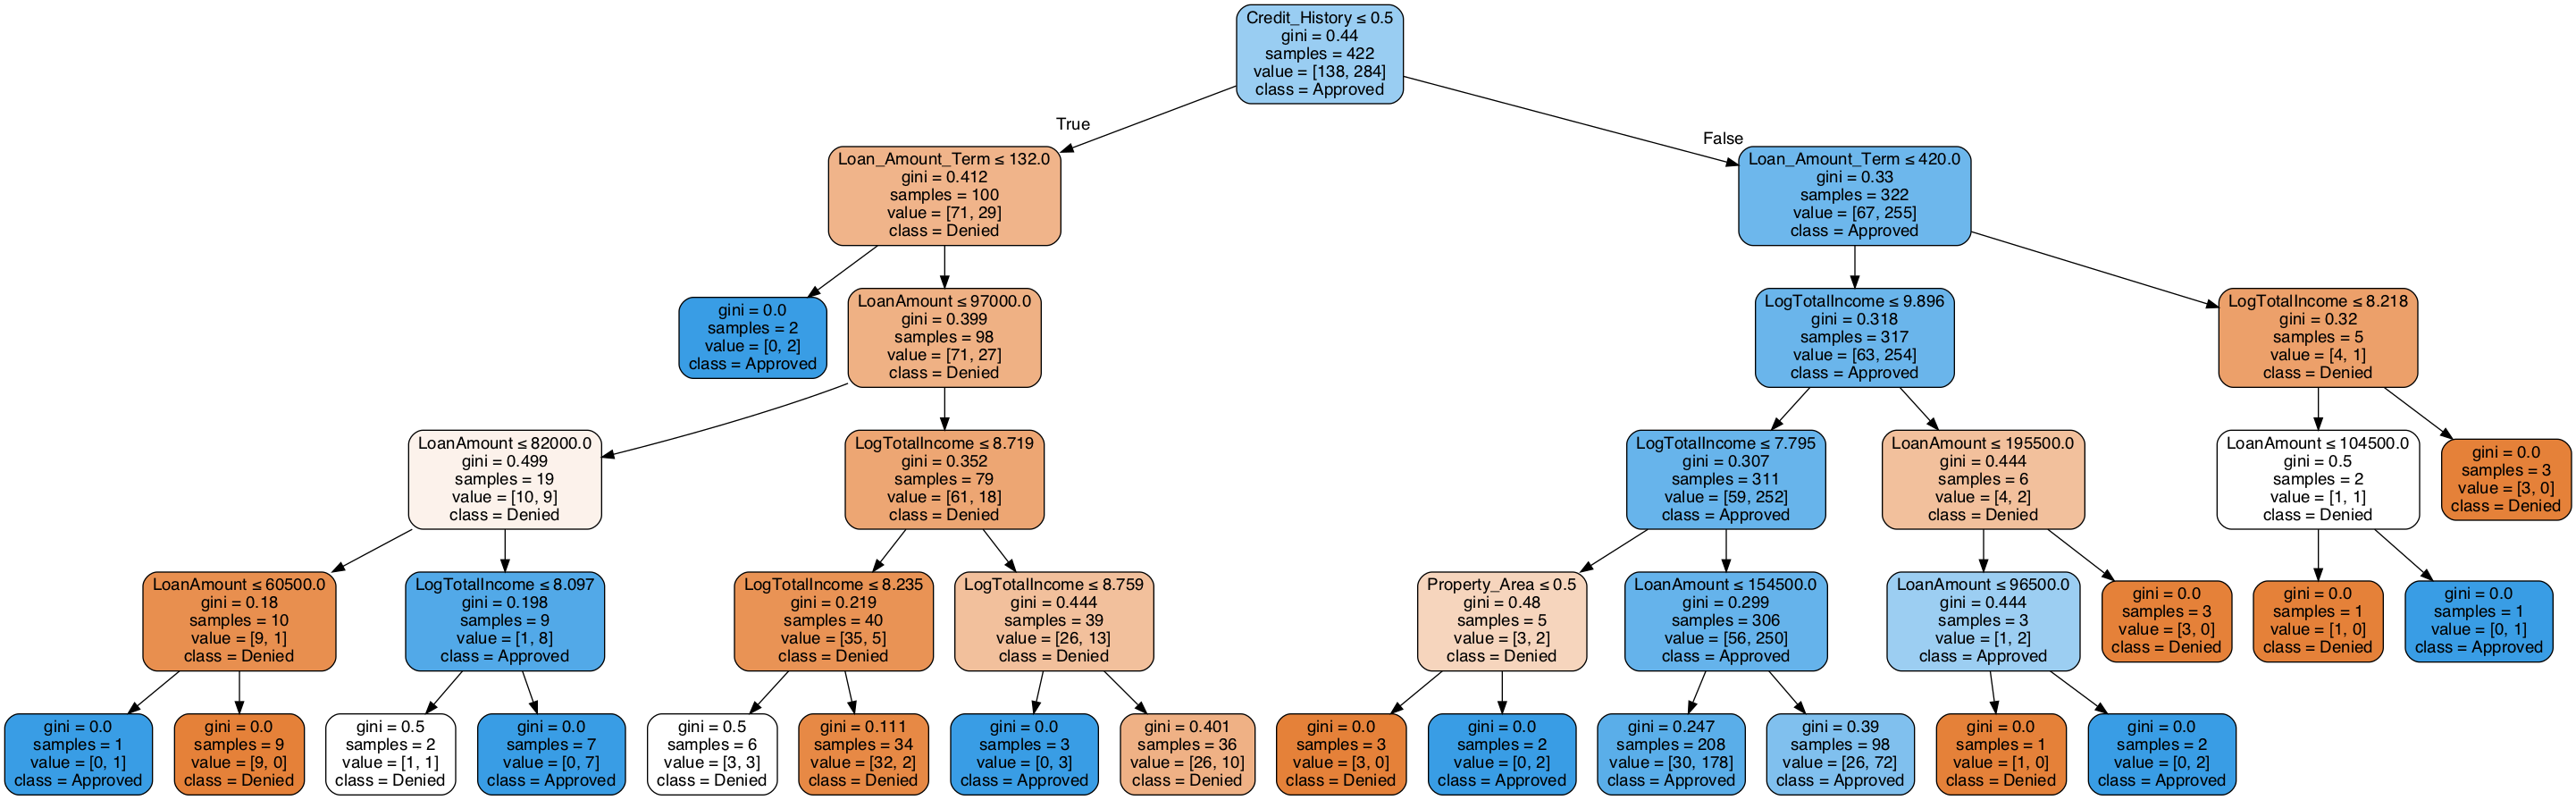 Credit_History ≤ 0.5
gini = 0.44
samples = 422
value = [138, 284]
class = Approved
True
False
Loan_Amount_Term ≤ 132.0
gini = 0.412
samples = 100
value = [71, 29]
class = Denied
Loan_Amount_Term ≤ 420.0
gini = 0.33
samples = 322
value = [67, 255]
class = Approved
gini = 0.0
samples = 2
value = [0, 2]
class = Approved
LoanAmount ≤ 97000.0
gini = 0.399
samples = 98
value = [71, 27]
class = Denied
LogTotalIncome ≤ 9.896
gini = 0.318
samples = 317
value = [63, 254]
class = Approved
LogTotalIncome ≤ 8.218
gini = 0.32
samples = 5
value = [4, 1]
class = Denied
LoanAmount ≤ 82000.0
gini = 0.499
samples = 19
value = [10, 9]
class = Denied
LogTotalIncome ≤ 8.719
gini = 0.352
samples = 79
value = [61, 18]
class = Denied
LogTotalIncome ≤ 7.795
gini = 0.307
samples = 311
value = [59, 252]
class = Approved
LoanAmount ≤ 195500.0
gini = 0.444
samples = 6
value = [4, 2]
class = Denied
LoanAmount ≤ 104500.0
gini = 0.5
samples = 2
value = [1, 1]
class = Denied
gini = 0.0
samples = 3
value = [3, 0]
class = Denied
LoanAmount ≤ 60500.0
gini = 0.18
samples = 10
value = [9, 1]
class = Denied
LogTotalIncome ≤ 8.097
gini = 0.198
samples = 9
value = [1, 8]
class = Approved
LogTotalIncome ≤ 8.235
gini = 0.219
samples = 40
value = [35, 5]
class = Denied
LogTotalIncome ≤ 8.759
gini = 0.444
samples = 39
value = [26, 13]
class = Denied
Property_Area ≤ 0.5
gini = 0.48
samples = 5
value = [3, 2]
class = Denied
LoanAmount ≤ 154500.0
gini = 0.299
samples = 306
value = [56, 250]
class = Approved
LoanAmount ≤ 96500.0
gini = 0.444
samples = 3
value = [1, 2]
class = Approved
gini = 0.0
samples = 3
value = [3, 0]
class = Denied
gini = 0.0
samples = 1
value = [1, 0]
class = Denied
gini = 0.0
samples = 1
value = [0, 1]
class = Approved
gini = 0.0
samples = 1
value = [0, 1]
class = Approved
gini = 0.0
samples = 9
value = [9, 0]
class = Denied
gini = 0.5
samples = 2
value = [1, 1]
class = Denied
gini = 0.0
samples = 7
value = [0, 7]
class = Approved
gini = 0.5
samples = 6
value = [3, 3]
class = Denied
gini = 0.111
samples = 34
value = [32, 2]
class = Denied
gini = 0.0
samples = 3
value = [0, 3]
class = Approved
gini = 0.401
samples = 36
value = [26, 10]
class = Denied
gini = 0.0
samples = 3
value = [3, 0]
class = Denied
gini = 0.0
samples = 2
value = [0, 2]
class = Approved
gini = 0.247
samples = 208
value = [30, 178]
class = Approved
gini = 0.39
samples = 98
value = [26, 72]
class = Approved
gini = 0.0
samples = 1
value = [1, 0]
class = Denied
gini = 0.0
samples = 2
value = [0, 2]
class = Approved